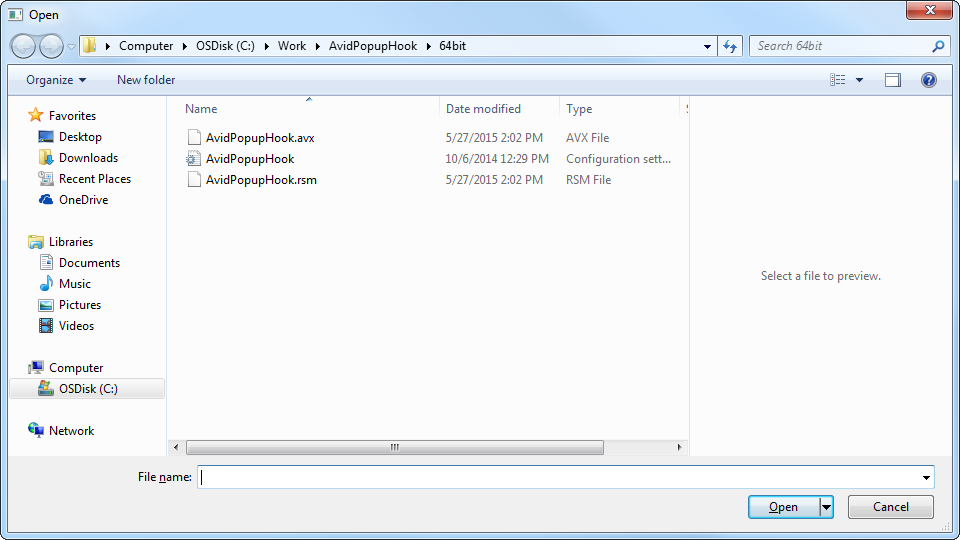 Open
Computer OSDisk (C:) Work AvidPopupHook 64bit
Search 64bit
Organize New folder
Favorites
Desktop
Downloads
Recent Places
OneDrive
Libraries
Documents
Music
Pictures
Videos
Computer
OSDisk (C:)
Network
Name Date modified Type
AvidPopupHook.avx 5/27/2015 2:02 PM AVX File
AvidPopupHook 10/6/2014 12:29 PM Configuration sett...
AvidPopupHook.rsm 5/27/2015 2:02 PM RSM File
Select a file to preview.
File name:
Open Cancel